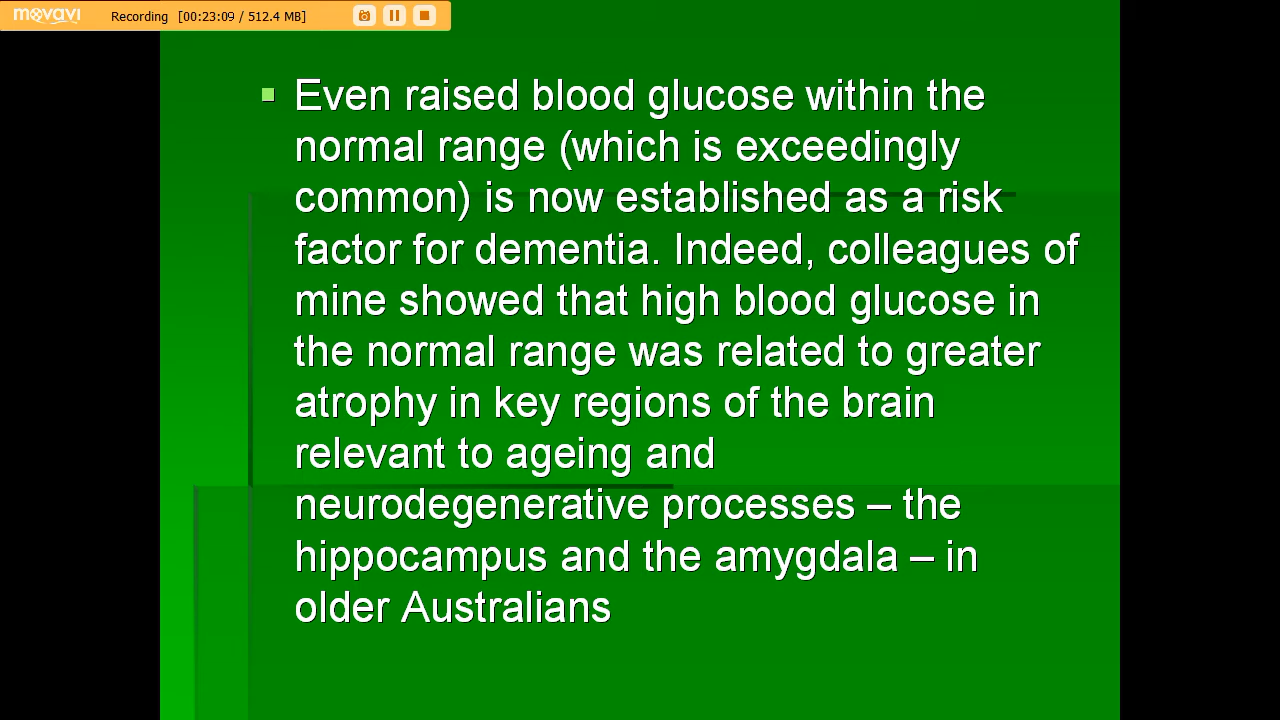 movavi Recording [00:23:09 / 512.4 MB]
Even raised blood glucose within the
normal range (which is exceedingly
common) is now established as a risk
factor for dementia. Indeed, colleagues of
mine showed that high blood glucose in
the normal range was related to greater
atrophy in key regions of the brain
relevant to ageing and
neurodegenerative processes – the
hippocampus and the amygdala – in
older Australians